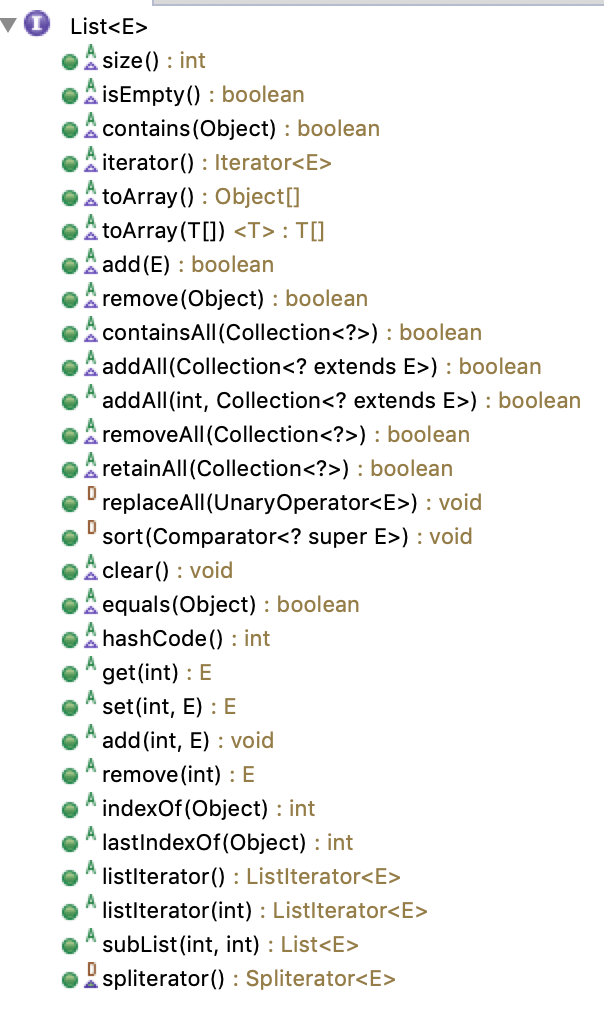 List<E>
size() : int
isEmpty() : boolean
contains(Object) : boolean
iterator() : Iterator<E>
toArray() : Object[]
toArray(T[]) <T> : T[]
add(E) : boolean
remove(Object) : boolean
containsAll(Collection<?>) : boolean
addAll(Collection<? extends E>) : boolean
addAll(int, Collection<? extends E>) : boolean
removeAll(Collection<?>) : boolean
retainAll(Collection<?>) : boolean
replaceAll(UnaryOperator<E>) : void
sort(Comparator<? super E>) : void
clear() : void
equals(Object) : boolean
hashCode() : int
get(int) : E
set(int, E) : E
add(int, E) : void
remove(int) : E
indexOf(Object) : int
lastIndexOf(Object) : int
listIterator() : ListIterator<E>
listIterator(int) : ListIterator<E>
subList(int, int) : List<E>
spliterator() : Spliterator<E>